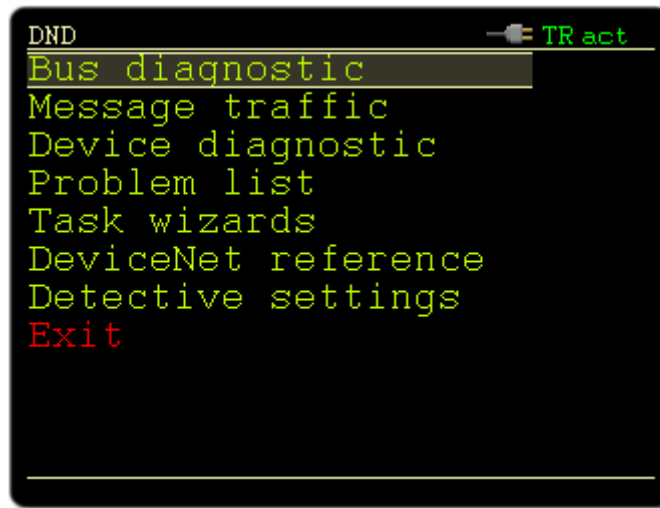 DND TR act
Bus diagnostic
Message traffic
Device diagnostic
Problem list
Task wizards
DeviceNet reference
Detective settings
Exit